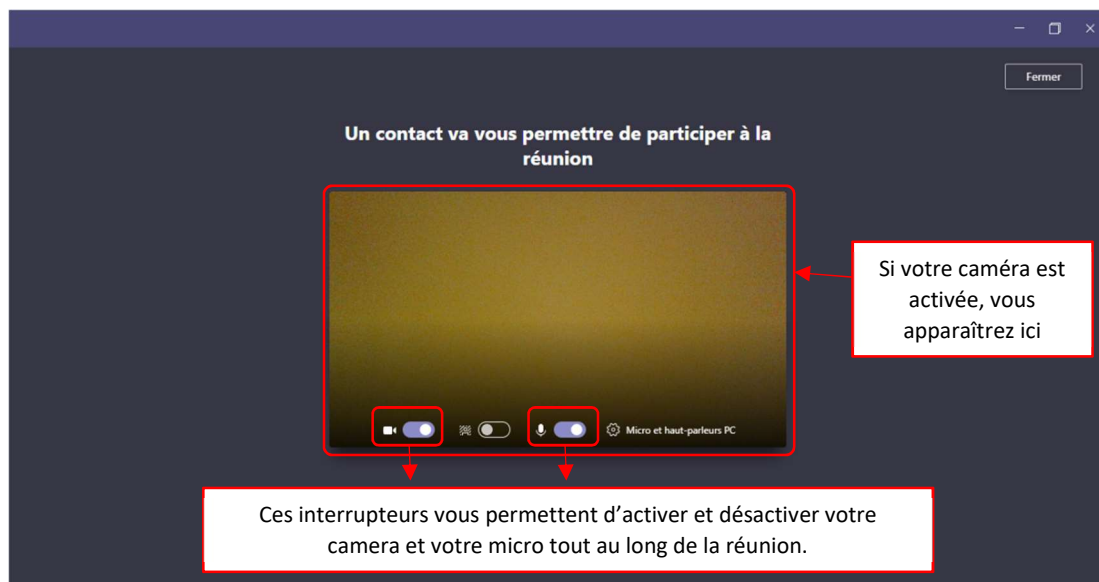 Fermer
Un contact va vous permettre de participer à la
réunion
Si votre caméra est
activée, vous
apparaîtrez ici
Micro et haut-parleurs PC
Ces interrupteurs vous permettent d’activer et désactiver votre
camera et votre micro tout au long de la réunion.